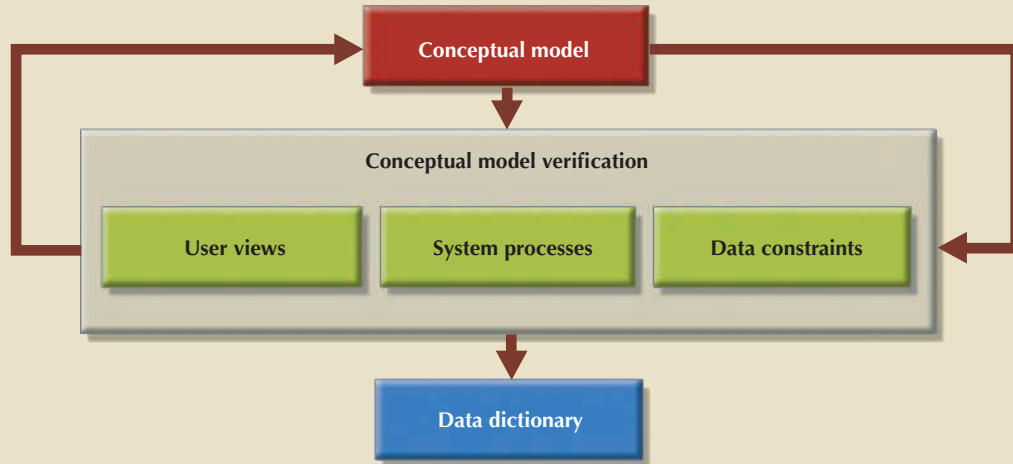 Conceptual model
Conceptual model verification
User views
System processes
Data constraints
Data dictionary